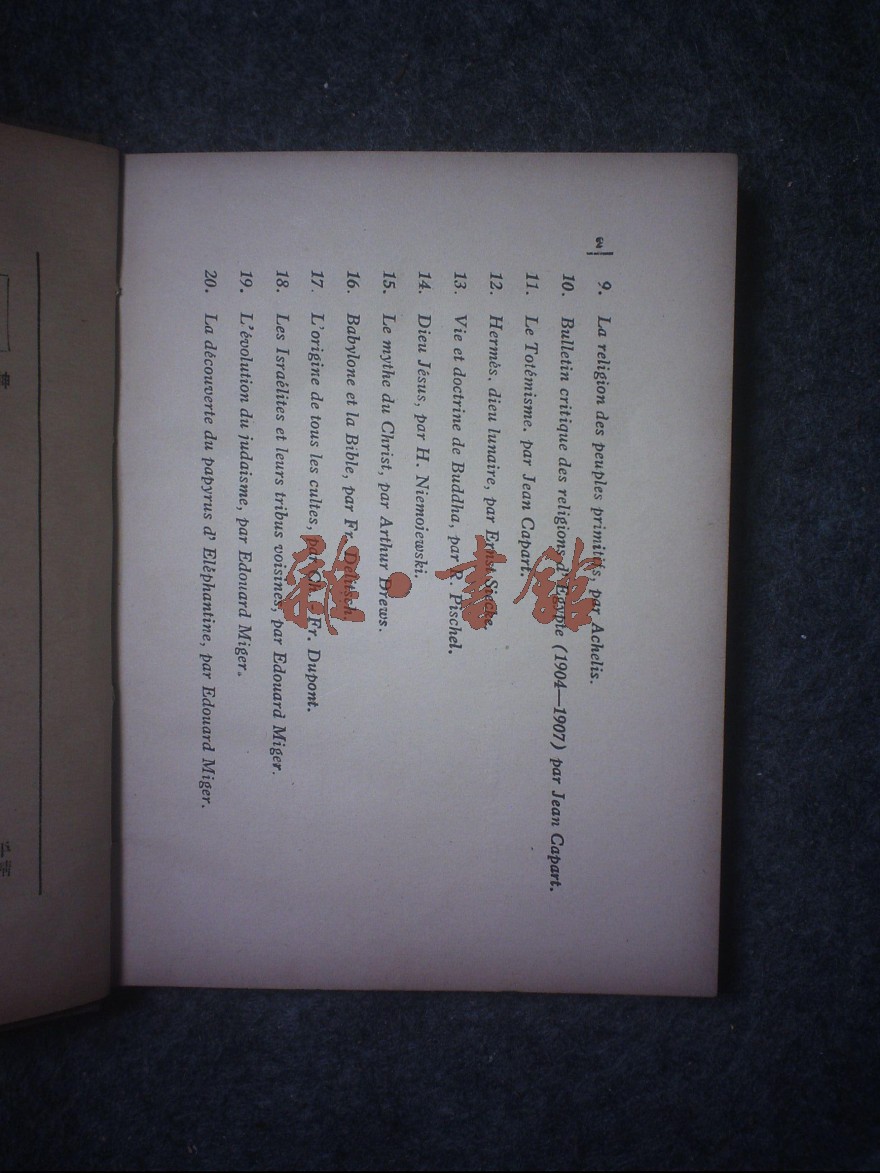 9. La religion des peuples primitifs, par Achelis.
10. Bulletin critique des religions d'Egypte (1904—1907) par Jean Capart.
11. Le Totémisme. par Jean Capart.
12. Hermès. dieu lunaire, par
13. Vie et doctrine de Buddha, par R. Pischel.
14. Dieu Jésus, par H. Niemojewski.
15. Le mythe du Christ, par Arthur Drews.
16. Babylone et la Bible, par Fr.
17. L'origine de tous les cultes, par Ch. Fr. Dupont.
18. Les Israélites et leurs tribus voisines, par Edouard Miger.
19. L'évolution du judaisme, par Edouard Miger.
20. La découverte du papyrus d' Eléphantine, par Edouard Miger.